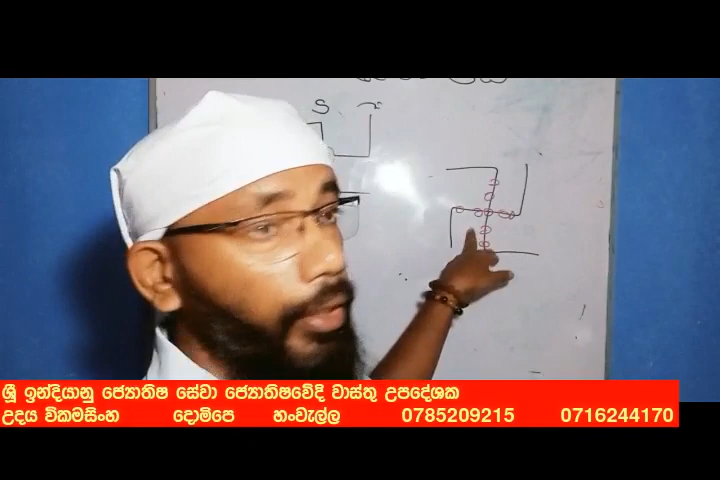 S
ශ්‍රී ඉන්දියානු ජ්‍යොතිෂ සේවා ජ්‍යොතිෂවේදි වාස්තු උපදේශක
උදය වික්‍රමසිංහ දොම්පෙ හංවැල්ල 0785209215 0716244170